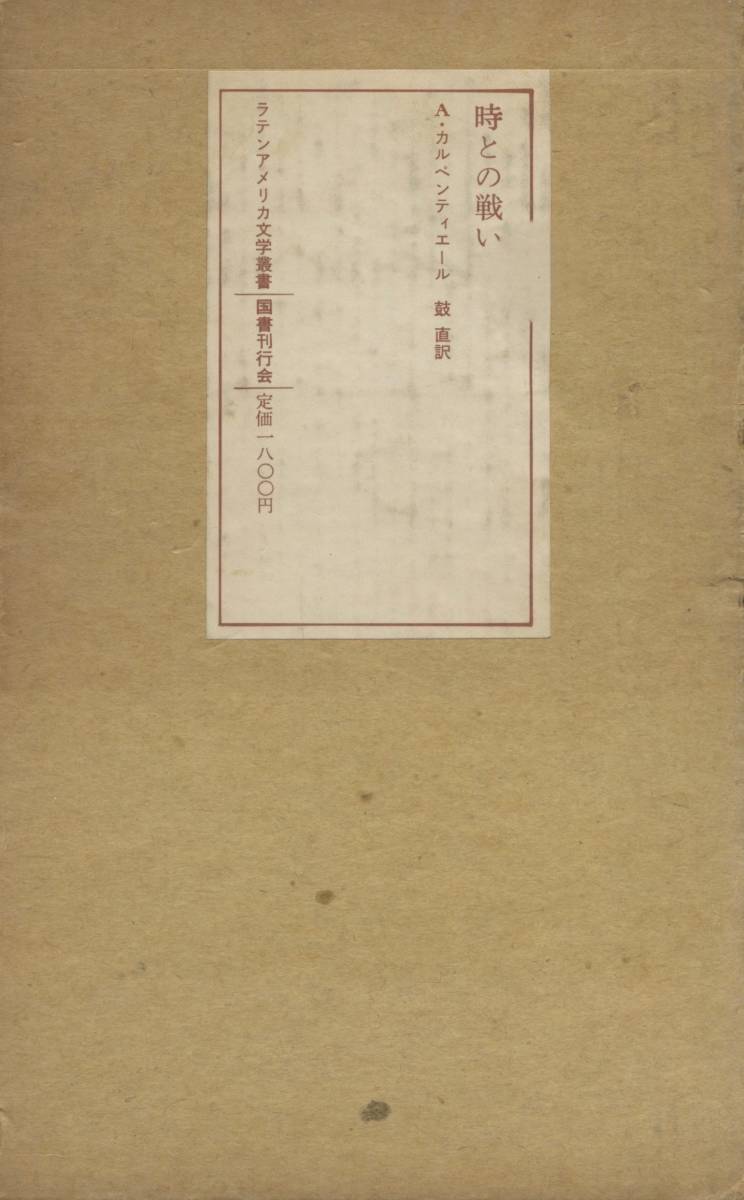 時との戦い
A・カルペンティエール 鼓 直訳
ラテンアメリカ文学叢書 国書刊行会 定価一八〇〇円